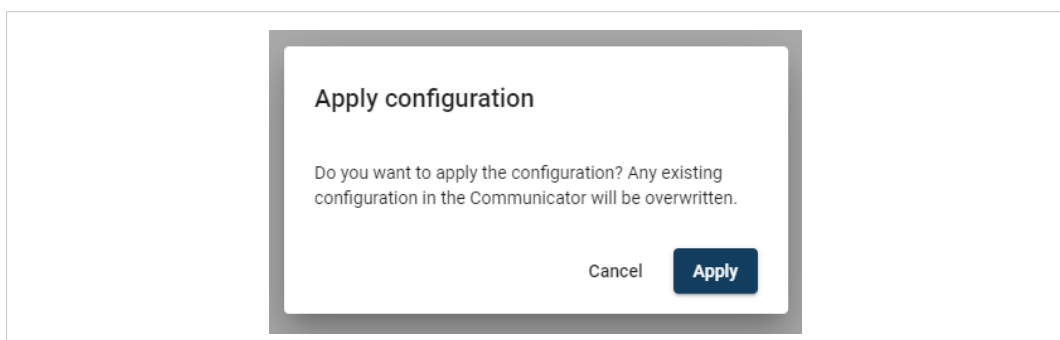 Apply configuration
Do you want to apply the configuration? Any existing
configuration in the Communicator will be overwritten.
Cancel Apply